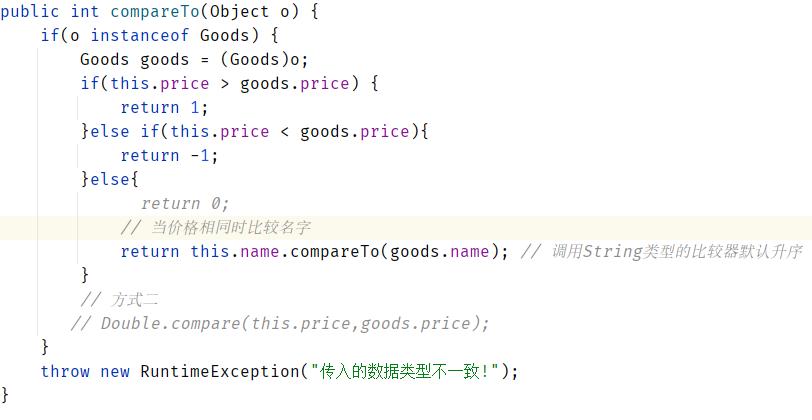 public int compareTo(Object o) {
    if(o instanceof Goods) {
        Goods goods = (Goods)o;
        if(this.price > goods.price) {
            return 1;
        }else if(this.price < goods.price){
            return -1;
        }else{
              return 0;
            // 当价格相同时比较名字
            return this.name.compareTo(goods.name); // 调用String类型的比较器默认升序
        }
        // 方式二
       // Double.compare(this.price,goods.price);
    }
    throw new RuntimeException("传入的数据类型不一致!");
}